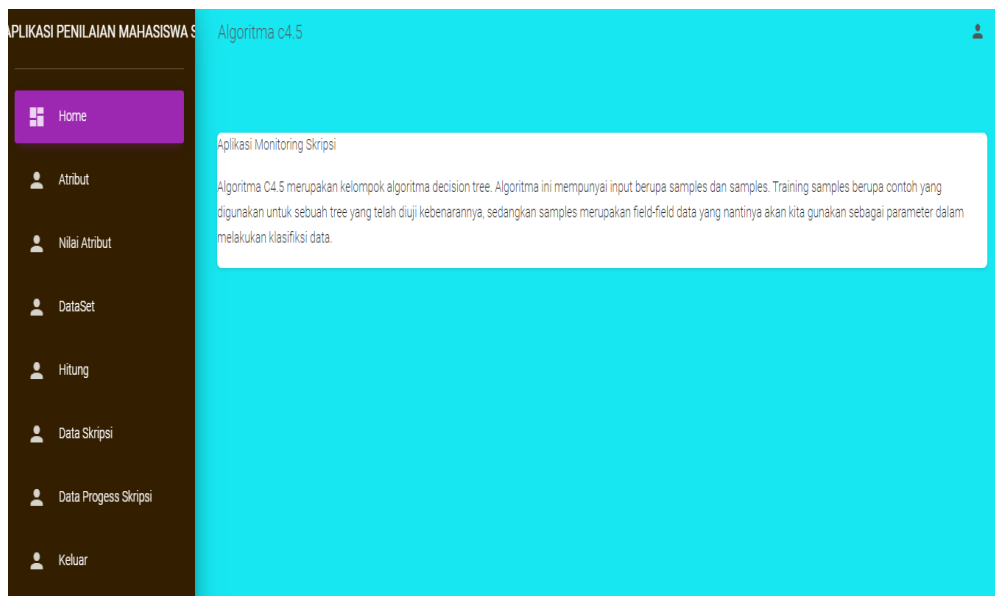 APLIKASI PENILAIAN MAHASISWA S
Algoritma c4.5
Home
Atribut
Nilai Atribut
DataSet
Hitung
Data Skripsi
Data Progess Skripsi
Keluar
Aplikasi Monitoring Skripsi
Algoritma C4.5 merupakan kelompok algoritma decision tree. Algoritma ini mempunyai input berupa samples dan samples. Training samples berupa contoh yang
digunakan untuk sebuah tree yang telah diuji kebenarannya, sedangkan samples merupakan field-field data yang nantinya akan kita gunakan sebagai parameter dalam
melakukan klasifiksi data.